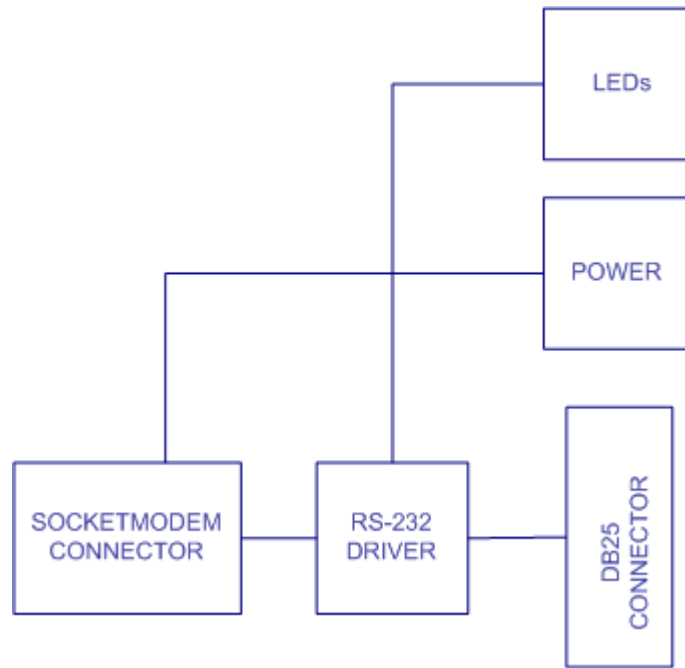 LEDs
POWER
SOCKETMODEM
CONNECTOR
RS-232
DRIVER
DB25
CONNECTOR